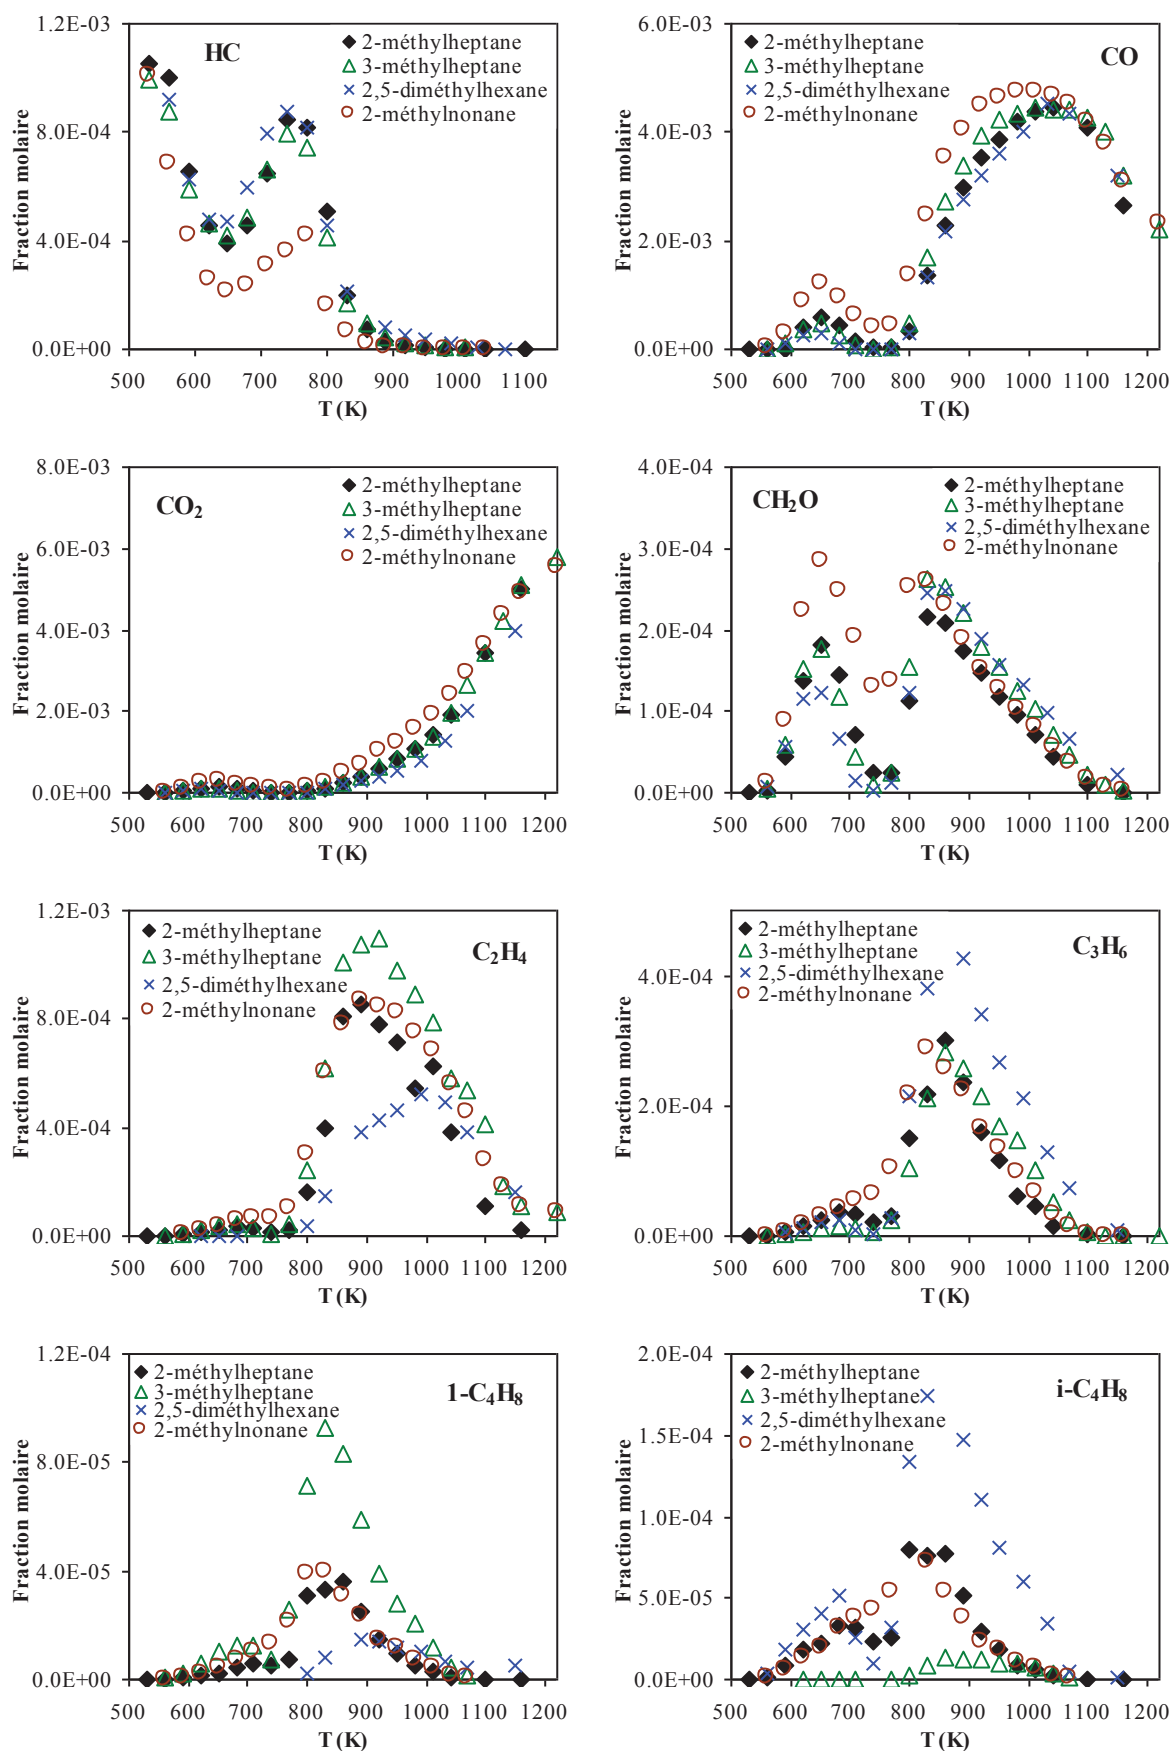 HC
2-méthylheptane
3-méthylheptane
2,5-diméthylhexane
2-méthylnonane
Fraction molaire
1.2E-03
8.0E-04
4.0E-04
0.0E+00
500 600 700 800 900 1000 1100
T (K)
CO
2-méthylheptane
3-méthylheptane
2,5-diméthylhexane
2-méthylnonane
Fraction molaire
6.0E-03
4.0E-03
2.0E-03
0.0E+00
500 600 700 800 900 1000 1100 1200
T (K)
CO2
2-méthylheptane
3-méthylheptane
2,5-diméthylhexane
2-méthylnonane
Fraction molaire
8.0E-03
6.0E-03
4.0E-03
2.0E-03
0.0E+00
500 600 700 800 900 1000 1100 1200
T (K)
CH2O
2-méthylheptane
3-méthylheptane
2,5-diméthylhexane
2-méthylnonane
Fraction molaire
4.0E-04
3.0E-04
2.0E-04
1.0E-04
0.0E+00
500 600 700 800 900 1000 1100 1200
T (K)
C2H4
2-méthylheptane
3-méthylheptane
2,5-diméthylhexane
2-méthylnonane
Fraction molaire
1.2E-03
8.0E-04
4.0E-04
0.0E+00
500 600 700 800 900 1000 1100 1200
T (K)
C3H6
2-méthylheptane
3-méthylheptane
2,5-diméthylhexane
2-méthylnonane
Fraction molaire
4.0E-04
2.0E-04
0.0E+00
500 600 700 800 900 1000 1100 1200
T (K)
1-C4H8
2-méthylheptane
3-méthylheptane
2,5-diméthylhexane
2-méthylnonane
Fraction molaire
1.2E-04
8.0E-05
4.0E-05
0.0E+00
500 600 700 800 900 1000 1100 1200
T (K)
i-C4H8
2-méthylheptane
3-méthylheptane
2,5-diméthylhexane
2-méthylnonane
Fraction molaire
2.0E-04
1.5E-04
1.0E-04
5.0E-05
0.0E+00
500 600 700 800 900 1000 1100 1200
T (K)